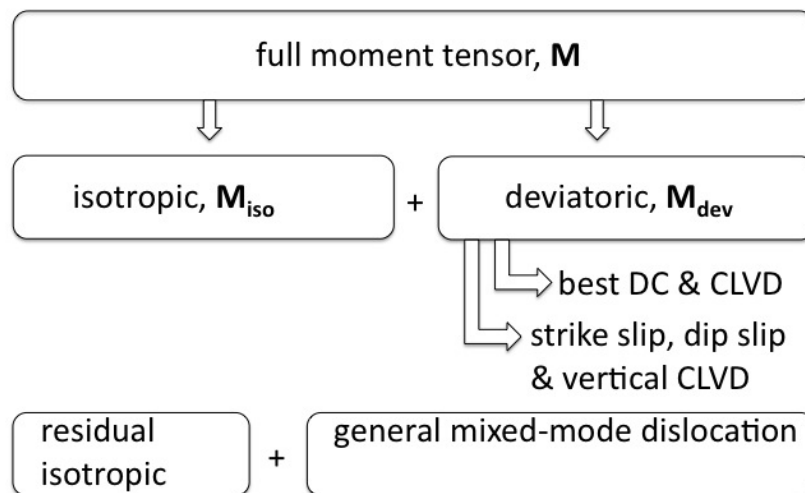 full moment tensor, M
isotropic, Miso + deviatoric, Mdev
best DC & CLVD
strike slip, dip slip
& vertical CLVD
residual
isotropic
+
general mixed-mode dislocation